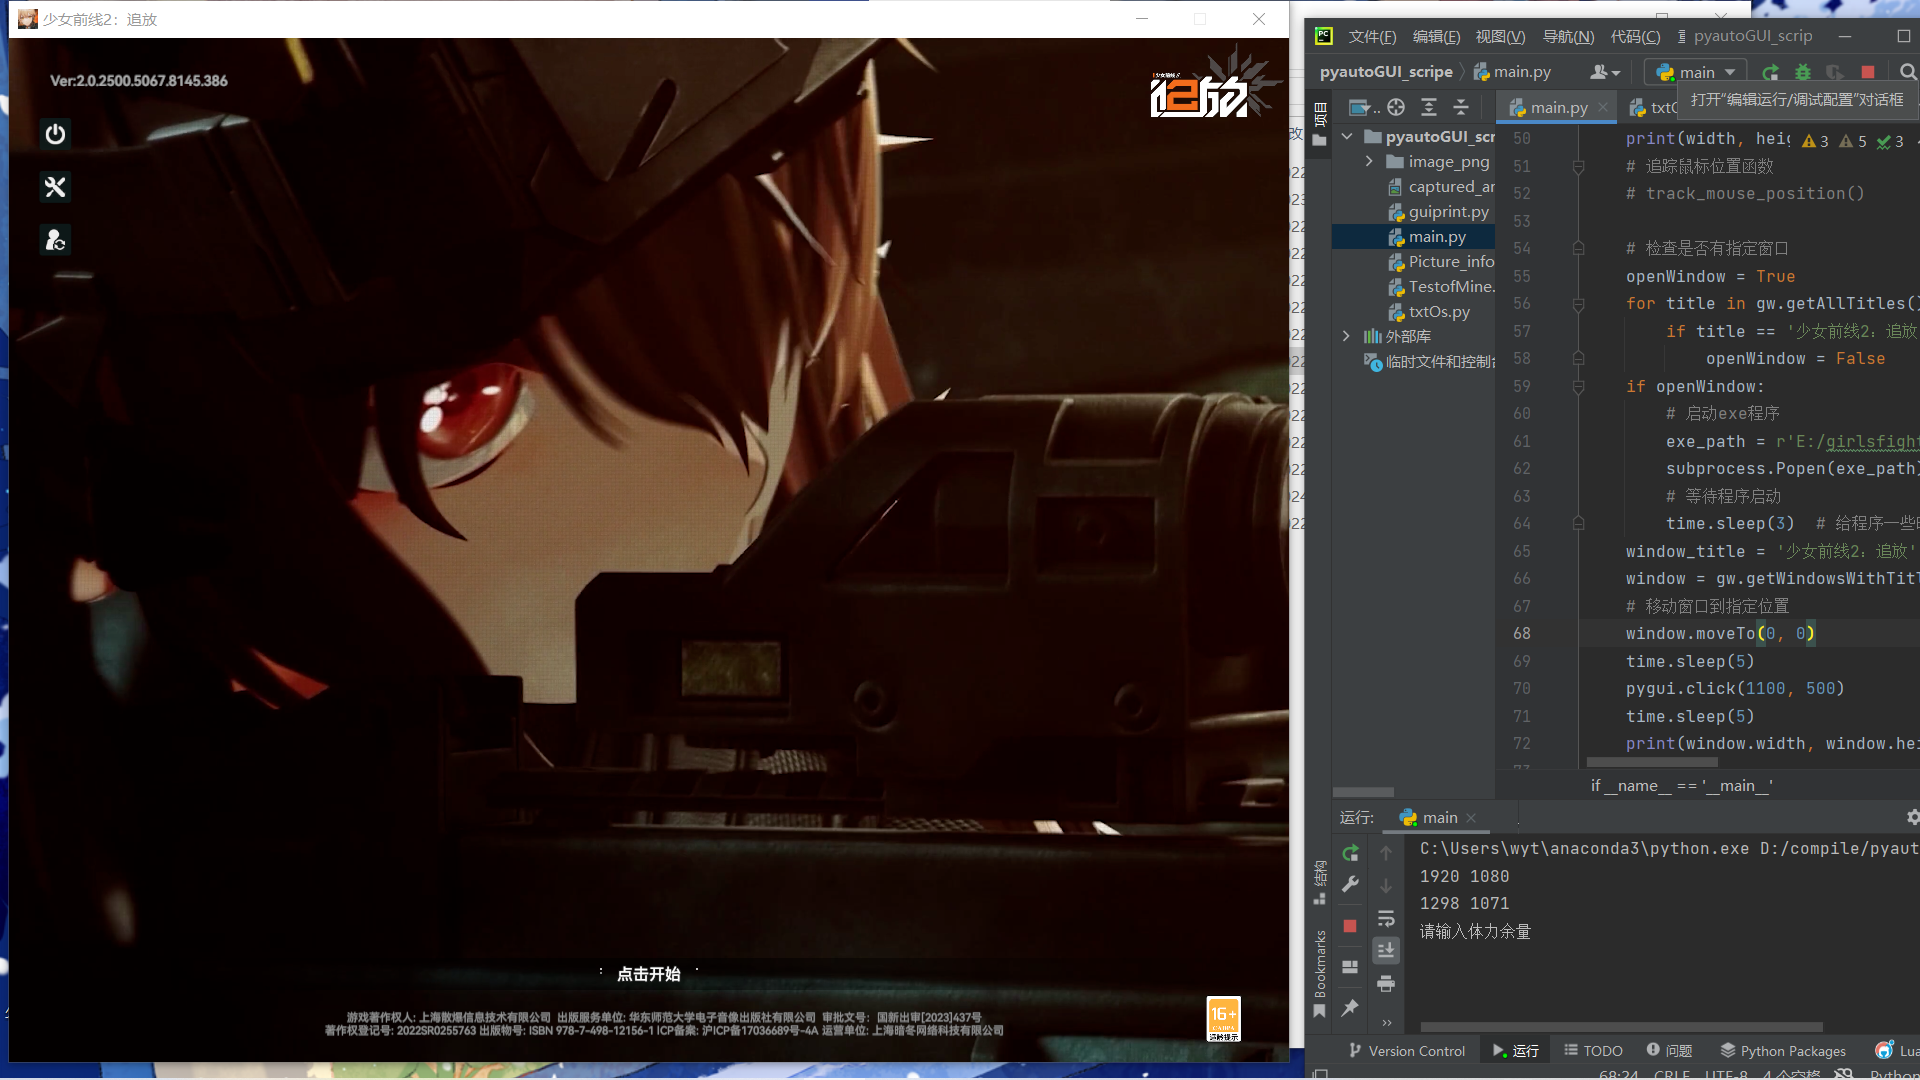 少女前线2：追放
Ver:2.0.2500.5067.8145.386
少女前线
追放
点击开始
游戏著作权人：上海散爆信息技术有限公司 出版服务单位：华东师范大学电子音像出版社有限公司 审批文号：国新出审[2023]437号
著作权登记号：2022SR0255763 出版物号：ISBN 978-7-498-12156-1 ICP备案：沪ICP备17036689号-4A 运营单位：上海暗冬网络科技有限公司
16+
CADPA
适龄提示
改
文件(F) 编辑(E) 视图(V) 导航(N) 代码(C) pyautoGUI_scrip
pyautoGUI_scripe main.py main
打开"编辑运行/调试配置"对话框
main.py
项目
pyautoGUI_scr
image_png
captured_ar
guiprint.py
main.py
Picture_info
TestofMine.
txtOs.py
外部库
临时文件和控制台
3 5 3
50 print(width, heig
51 # 追踪鼠标位置函数
52 # track_mouse_position()
53
54 # 检查是否有指定窗口
55 openWindow = True
56 for title in gw.getAllTitles()
57 if title == '少女前线2：追放
58 openWindow = False
59 if openWindow:
60 # 启动exe程序
61 exe_path = r'E:/girlsfight
62 subprocess.Popen(exe_path)
63 # 等待程序启动
64 time.sleep(3) # 给程序一些
65 window_title = '少女前线2：追放'
66 window = gw.getWindowsWithTitl
67 # 移动窗口到指定位置
68 window.moveTo(0, 0)
69 time.sleep(5)
70 pygui.click(1100, 500)
71 time.sleep(5)
72 print(window.width, window.hei
if __name__ == '__main__'
运行: main
C:\Users\wyt\anaconda3\python.exe D:/compile/pyaut
1920 1080
1298 1071
请输入体力余量
结构
Bookmarks
Version Control 运行 TODO 问题 Python Packages Lua
68:24 CRLF UTF-8 4 个空格 Python